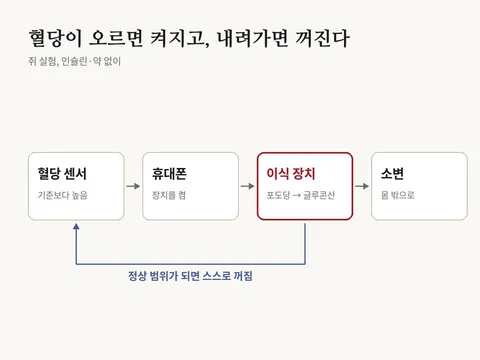 혈당이 오르면 켜지고, 내려가면 꺼진다
쥐 실험, 인슐린·약 없이
혈당 센서
기준보다 높음
휴대폰
장치를 켬
이식 장치
포도당 → 글루콘산
소변
몸 밖으로
정상 범위가 되면 스스로 꺼짐